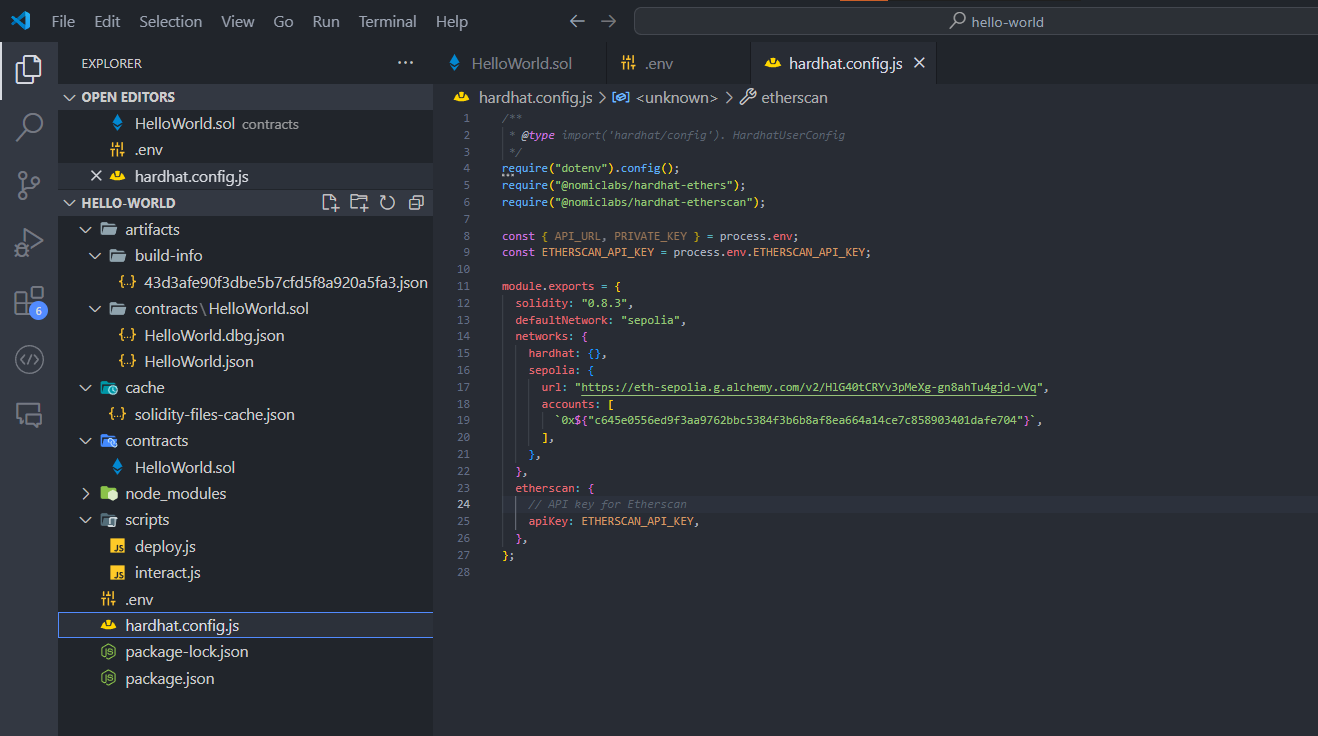 File Edit Selection View Go Run Terminal Help
hello-world
EXPLORER
OPEN EDITORS
HelloWorld.sol contracts
.env
hardhat.config.js
HELLO-WORLD
artifacts
build-info
43d3afe90f3dbe5b7cfd5f8a920a5fa3.json
contracts\HelloWorld.sol
HelloWorld.dbg.json
HelloWorld.json
cache
solidity-files-cache.json
contracts
HelloWorld.sol
node_modules
scripts
deploy.js
interact.js
.env
hardhat.config.js
package-lock.json
package.json
6
HelloWorld.sol .env hardhat.config.js
hardhat.config.js > <unknown> > etherscan
1 /**
2 * @type import('hardhat/config'). HardhatUserConfig
3 */
4 require("dotenv").config();
5 require("@nomiclabs/hardhat-ethers");
6 require("@nomiclabs/hardhat-etherscan");
7
8 const { API_URL, PRIVATE_KEY } = process.env;
9 const ETHERSCAN_API_KEY = process.env.ETHERSCAN_API_KEY;
10
11 module.exports = {
12 solidity: "0.8.3",
13 defaultNetwork: "sepolia",
14 networks: {
15 hardhat: {},
16 sepolia: {
17 url: "https://eth-sepolia.g.alchemy.com/v2/HlG40tCRYv3pMeXg-gn8ahTu4gjd-vVq",
18 accounts: [
19 `0x${"c645e0556ed9f3aa9762bbc5384f3b6b8af8ea664a14ce7c858903401dafe704"}`,
20 ],
21 },
22 },
23 etherscan: {
24 // API key for Etherscan
25 apiKey: ETHERSCAN_API_KEY,
26 },
27 };
28